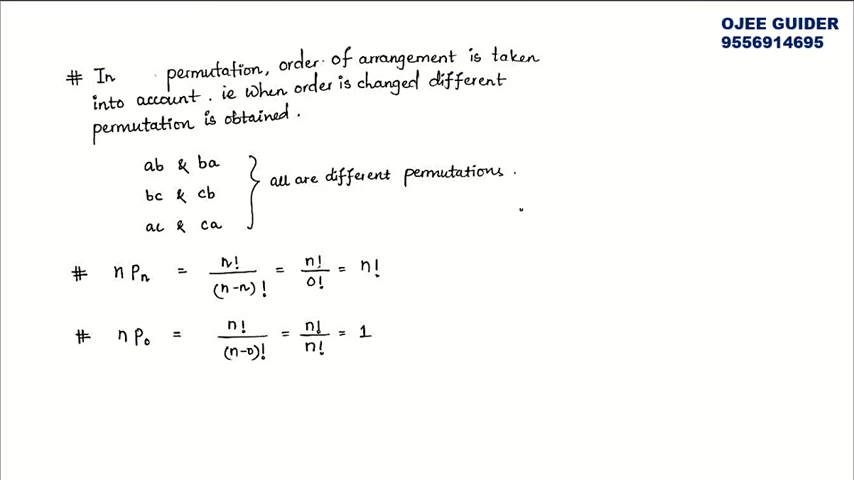 OJEE GUIDER
9556914695
# In permutation, order of arrangement is taken
into account. ie when order is changed different
permutation is obtained.
ab & ba
bc & cb
ac & ca
} all are different permutations.
# nPn = n!/(n-n)! = n!/0! = n!
# nP0 = n!/(n-0)! = n!/n! = 1